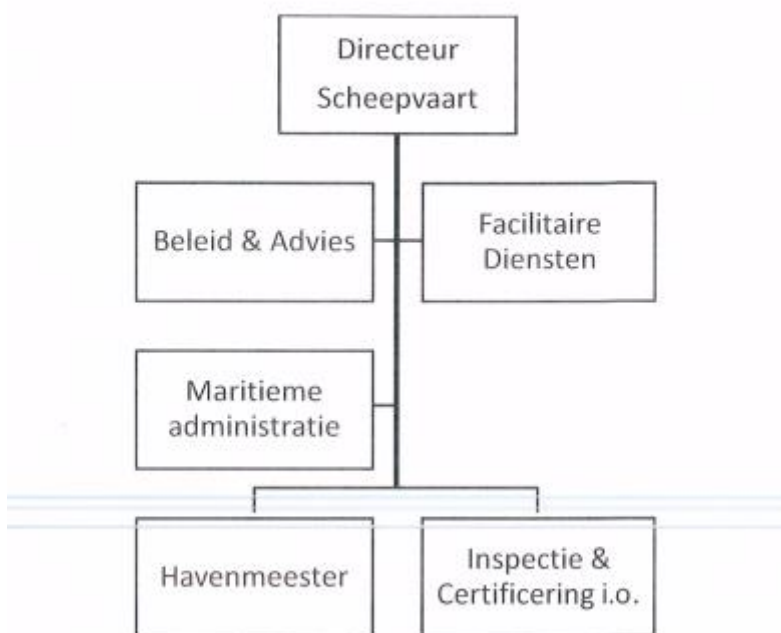 Directeur
Scheepvaart
Beleid & Advies
Facilitaire
Diensten
Maritieme
administratie
Havenmeester
Inspectie &
Certificering i.o.